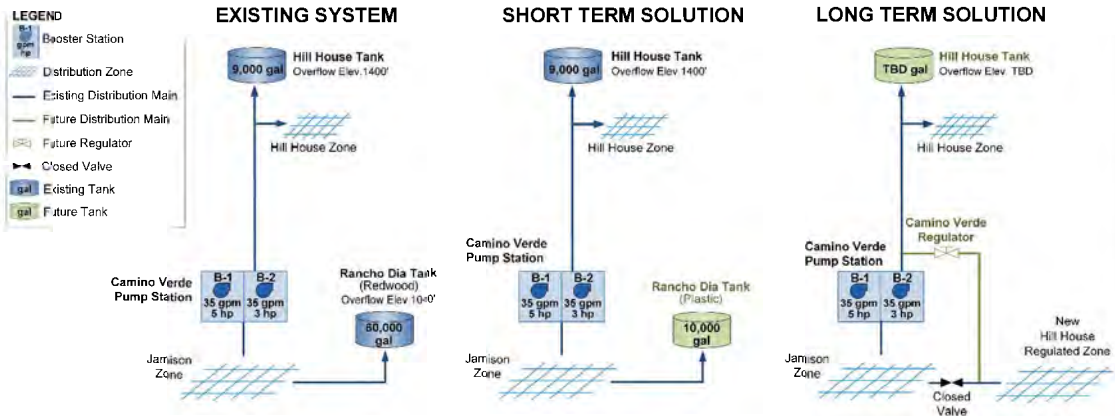 LEGEND
B-1
gpm
hp
Booster Station
Distribution Zone
Existing Distribution Main
Future Distribution Main
Future Regulator
Closed Valve
gal
Existing Tank
gal
Future Tank
EXISTING SYSTEM
9,000 gal
Hill House Tank
Overflow Elev.1400'
Hill House Zone
Camino Verde
Pump Station
B-1
35 gpm
5 hp
B-2
35 gpm
3 hp
Rancho Dia Tank
(Redwood)
Overflow Elev
gal
Jamison
Zone
SHORT TERM SOLUTION
9,000 gal
Hill House Tank
Overflow Elev.1400'
Hill House Zone
Camino Verde
Pump Station
B-1
35 gpm
5 hp
B-2
35 gpm
3 hp
Rancho Dia Tank
(Plastic)
10,000
gal
Jamison
Zone
LONG TERM SOLUTION
TBD gal
Hill House Tank
Overflow Elev. TBD
Hill House Zone
Camino Verde
Regulator
Camino Verde
Pump Station
B-1
35 gpm
5 hp
B-2
35 gpm
3 hp
New
Hill House
Regulated Zone
Jamison
Zone
Closed
Valve